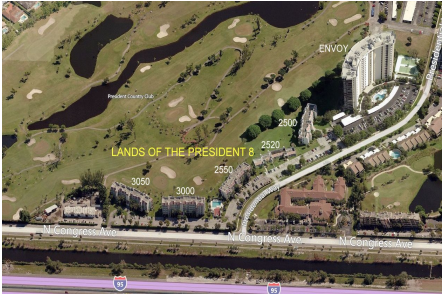 ENVOY
President Country Club
2500
LANDS OF THE PRESIDENT 8
2520
2550
3050
3000
N Congress Ave
N Congress Ave
N Congress Ave
95
95